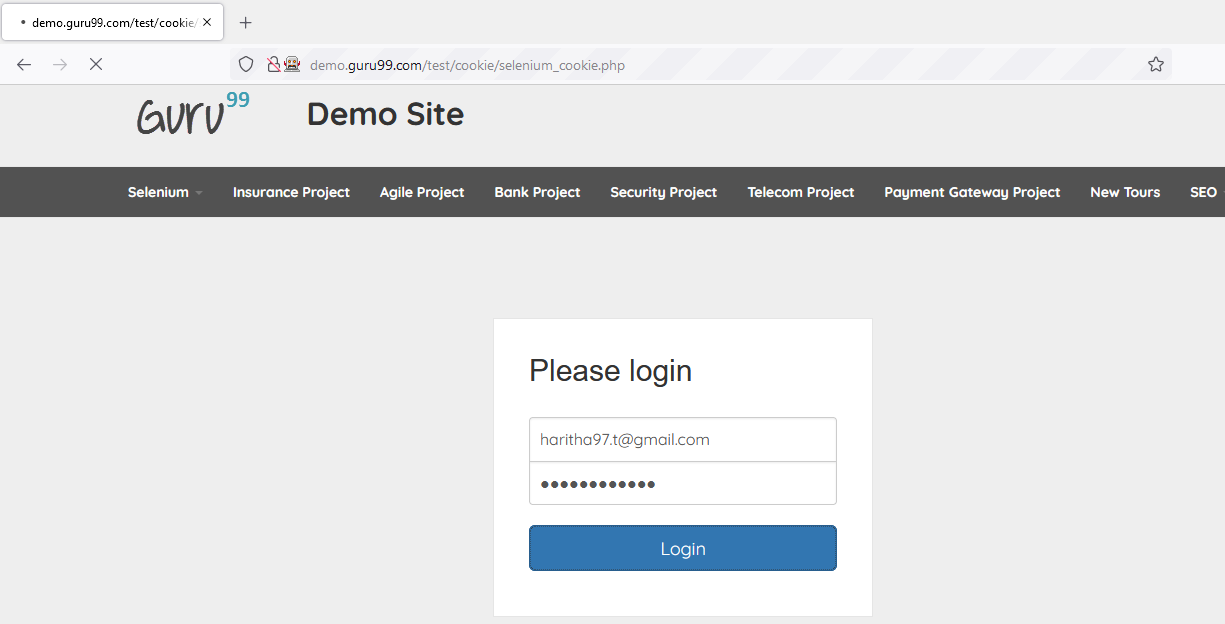 demo.guru99.com/test/cookie/
demo.guru99.com/test/cookie/selenium_cookie.php
Guru99 Demo Site
Selenium Insurance Project Agile Project Bank Project Security Project Telecom Project Payment Gateway Project New Tours SEO
Please login
haritha97.t@gmail.com
••••••••••••
Login